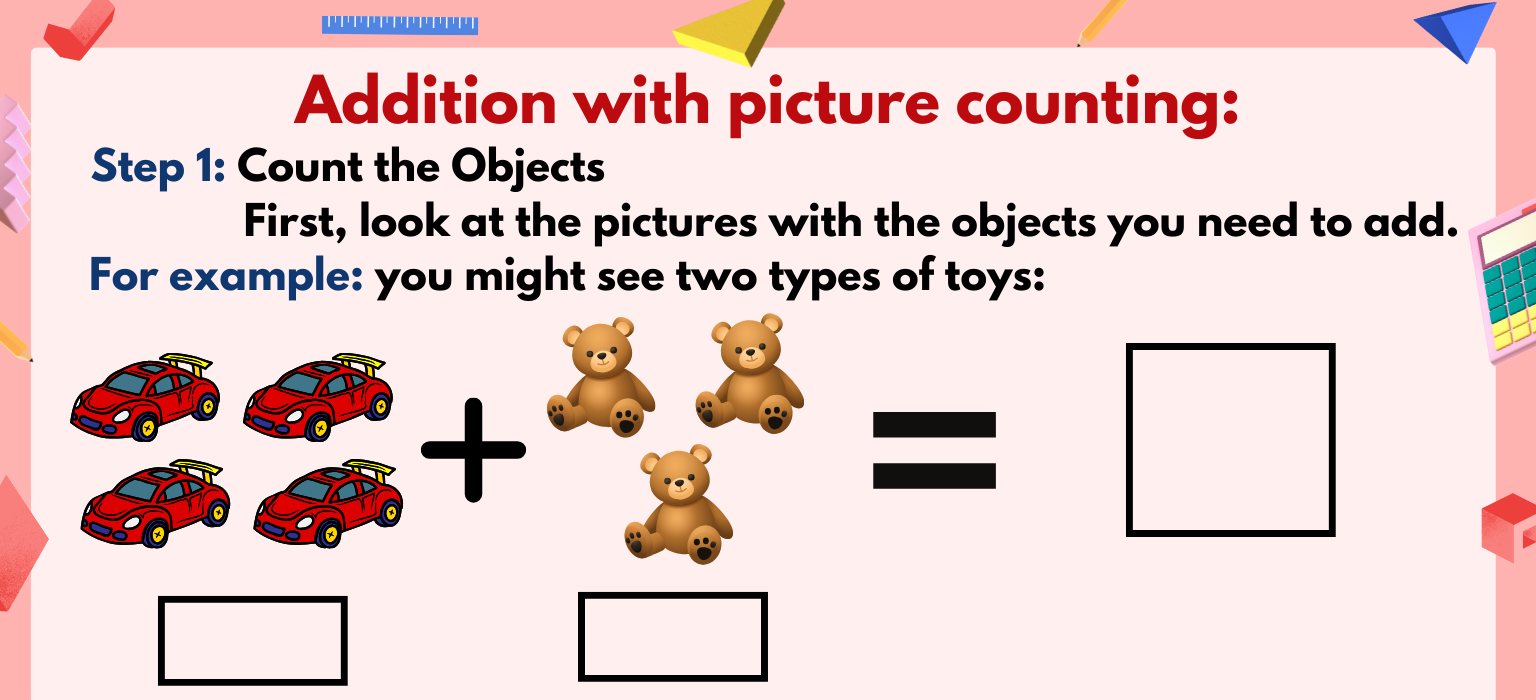 Addition with picture counting:
Step 1: Count the Objects
First, look at the pictures with the objects you need to add.
For example: you might see two types of toys:
+ =